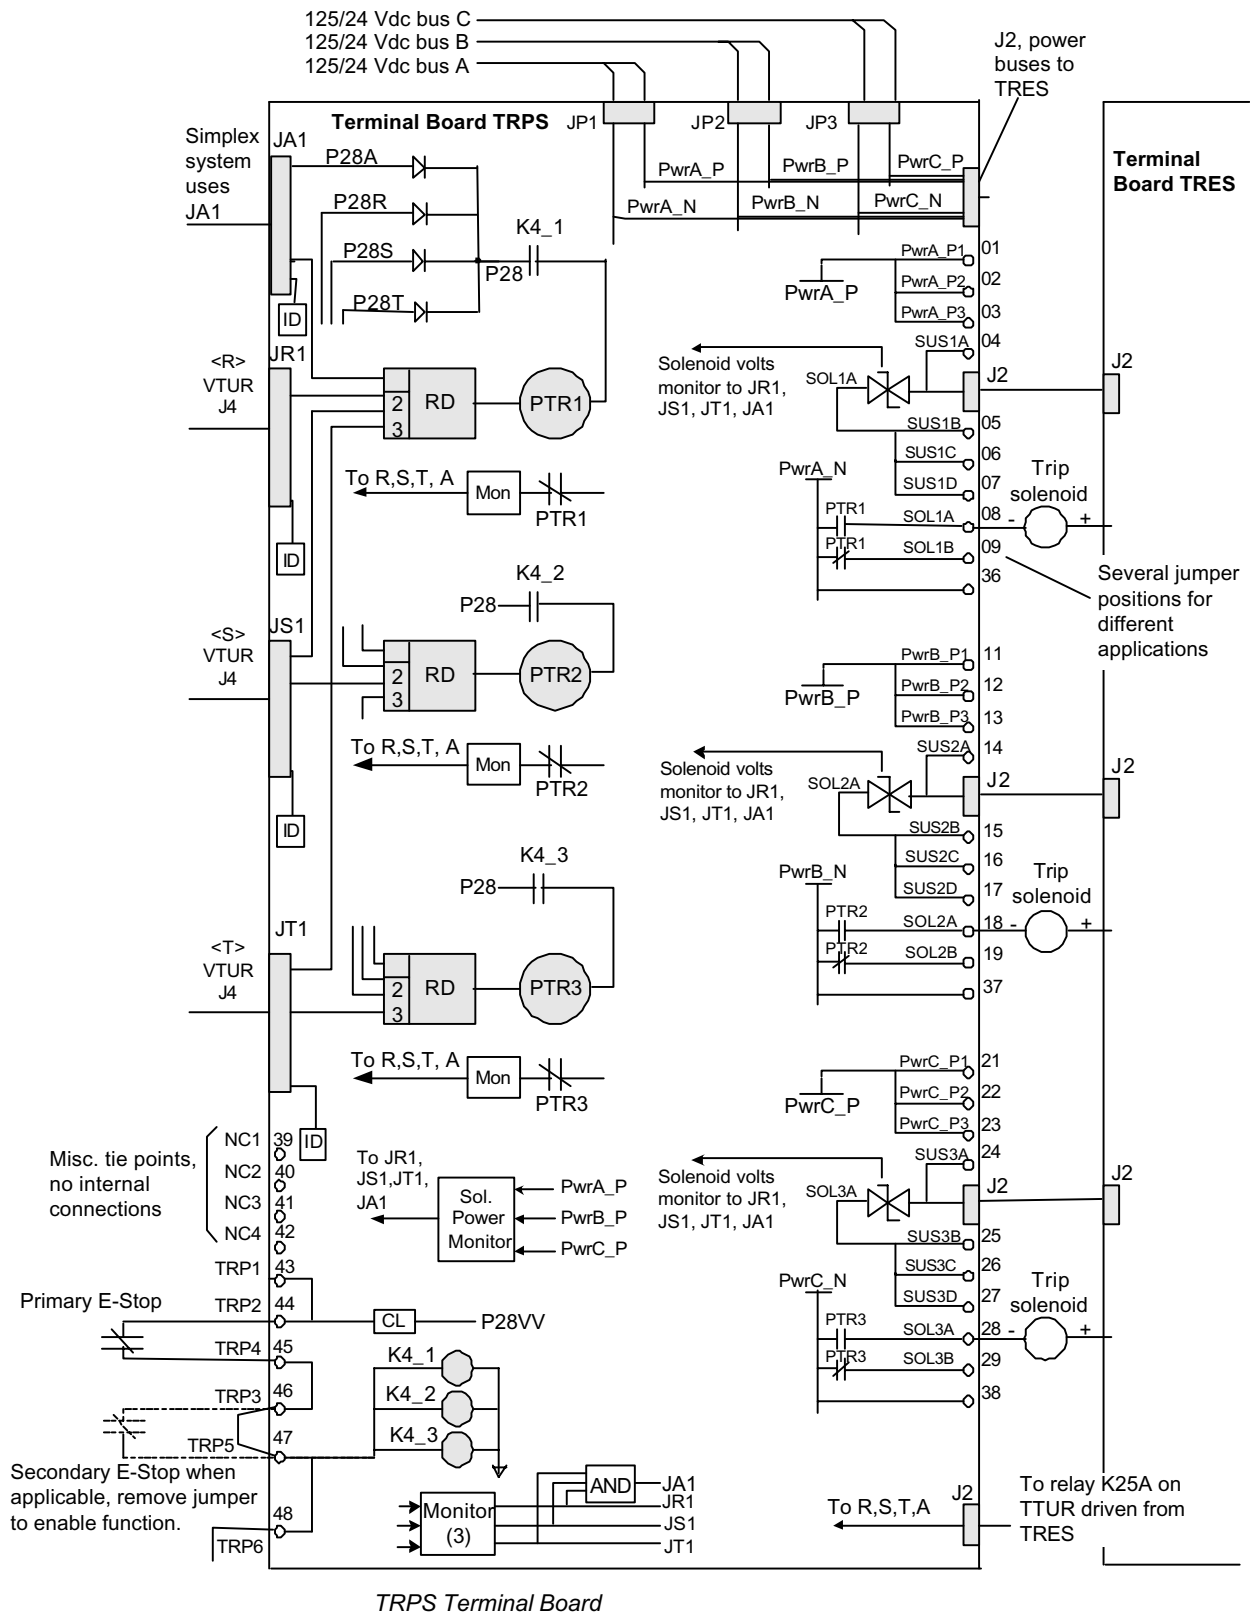 125/24 Vdc bus C
125/24 Vdc bus B
125/24 Vdc bus A
J2, power
buses to
TRES
Terminal Board TRPS
JP1
JP2
JP3
Simplex
system
uses
JA1
JA1
P28A
P28R
P28S
P28T
P28
K4_1
PwrA_P
PwrB_P
PwrC_P
PwrA_N
PwrB_N
PwrC_N
Terminal
Board TRES
ID
JR1
<R>
VTUR
J4
2
3
RD
PTR1
To R,S,T, A
Mon
PTR1
ID
PwrA_P
PwrA_P1
01
PwrA_P2
02
PwrA_P3
03
SUS1A
04
Solenoid volts
monitor to JR1,
JS1, JT1, JA1
SOL1A
J2
J2
SUS1B
05
SUS1C
06
SUS1D
07
PwrA_N
Trip
solenoid
PTR1
SOL1A
08
-
+
PTR1
SOL1B
09
36
Several jumper
positions for
different
applications
K4_2
P28
JS1
<S>
VTUR
J4
2
3
RD
PTR2
To R,S,T, A
Mon
PTR2
ID
PwrB_P
PwrB_P1
11
PwrB_P2
12
PwrB_P3
13
SUS2A
14
Solenoid volts
monitor to JR1,
JS1, JT1, JA1
SOL2A
J2
J2
SUS2B
15
SUS2C
16
SUS2D
17
PwrB_N
Trip
solenoid
PTR2
SOL2A
18
-
+
PTR2
SOL2B
19
37
K4_3
P28
JT1
<T>
VTUR
J4
2
3
RD
PTR3
To R,S,T, A
Mon
PTR3
ID
PwrC_P
PwrC_P1
21
PwrC_P2
22
PwrC_P3
23
SUS3A
24
Solenoid volts
monitor to JR1,
JS1, JT1, JA1
SOL3A
J2
J2
SUS3B
25
SUS3C
26
SUS3D
27
PwrC_N
Trip
solenoid
PTR3
SOL3A
28
-
+
PTR3
SOL3B
29
38
Misc. tie points,
no internal
connections
NC1
39
NC2
40
NC3
41
NC4
42
To JR1,
JS1,JT1,
JA1
Sol.
Power
Monitor
PwrA_P
PwrB_P
PwrC_P
TRP1
43
Primary E-Stop
TRP2
44
CL
P28VV
TRP4
45
TRP3
46
TRP5
47
K4_1
K4_2
K4_3
Secondary E-Stop when
applicable, remove jumper
to enable function.
48
TRP6
Monitor
(3)
AND
JA1
JR1
JS1
JT1
To R,S,T,A
J2
To relay K25A on
TTUR driven from
TRES
TRPS Terminal Board